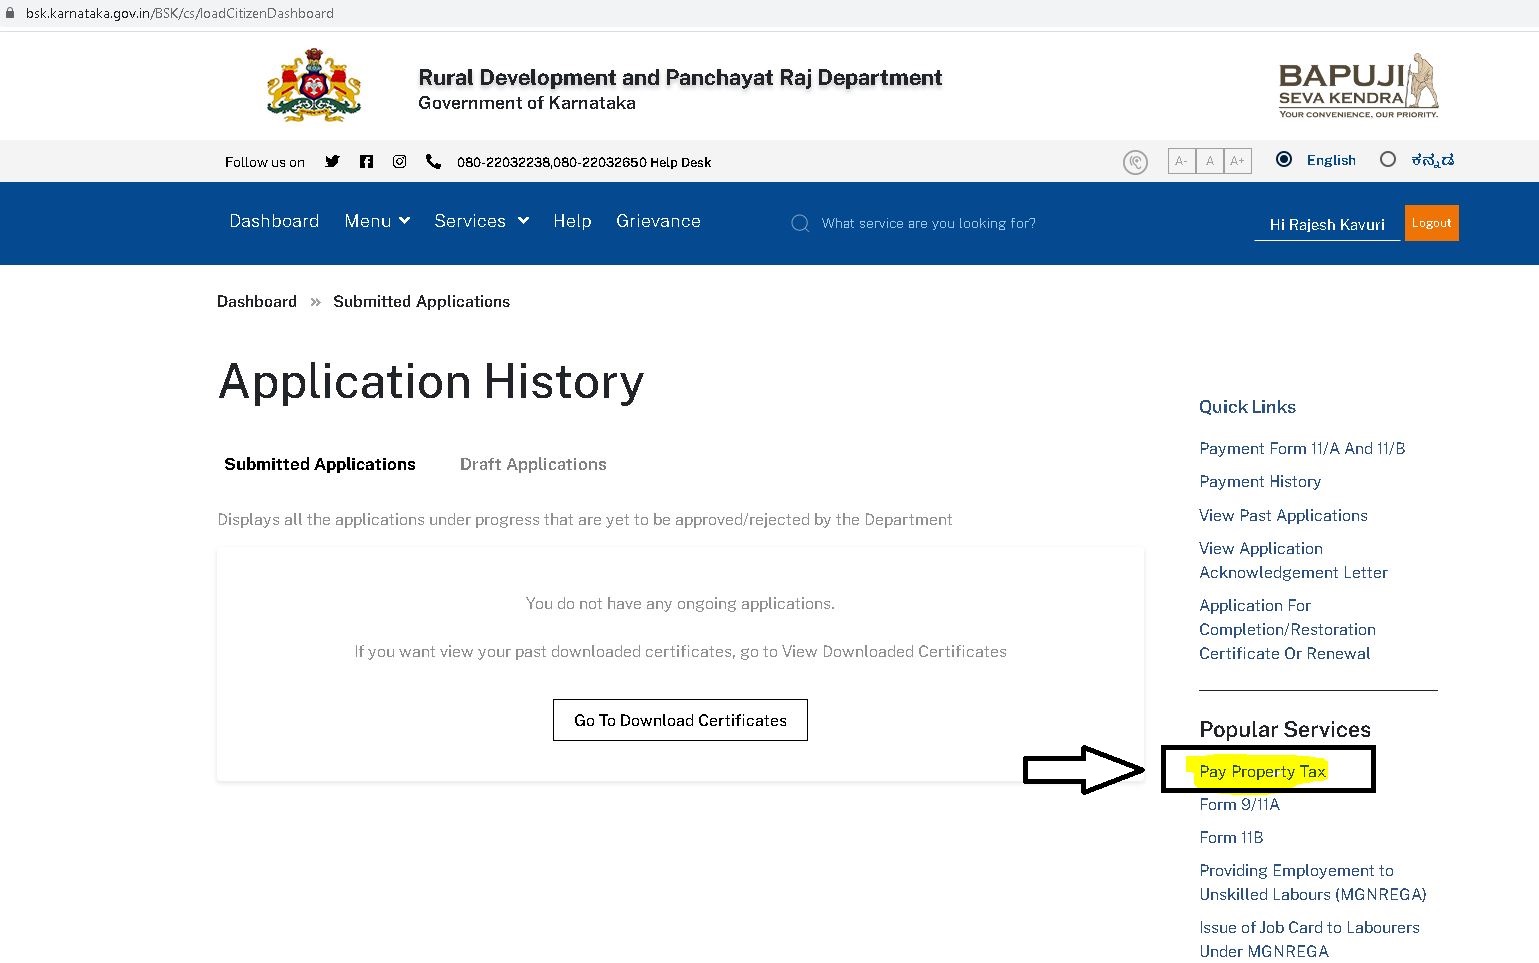 bsk.karnataka.gov.in/BSK/cs/loadCitizenDashboard
Rural Development and Panchayat Raj Department
Government of Karnataka
BAPUJI
SEVA KENDRA
YOUR CONVENIENCE, OUR PRIORITY.
Follow us on 080-22032238,080-22032650 Help Desk A- A A+ English ಕನ್ನಡ
Dashboard Menu Services Help Grievance What service are you looking for? Hi Rajesh Kavuri Logout
Dashboard » Submitted Applications
Application History
Submitted Applications Draft Applications
Displays all the applications under progress that are yet to be approved/rejected by the Department
You do not have any ongoing applications.
If you want view your past downloaded certificates, go to View Downloaded Certificates
Go To Download Certificates
Quick Links
Payment Form 11/A And 11/B
Payment History
View Past Applications
View Application
Acknowledgement Letter
Application For
Completion/Restoration
Certificate Or Renewal
Popular Services
Pay Property Tax
Form 9/11A
Form 11B
Providing Employement to
Unskilled Labours (MGNREGA)
Issue of Job Card to Labourers
Under MGNREGA